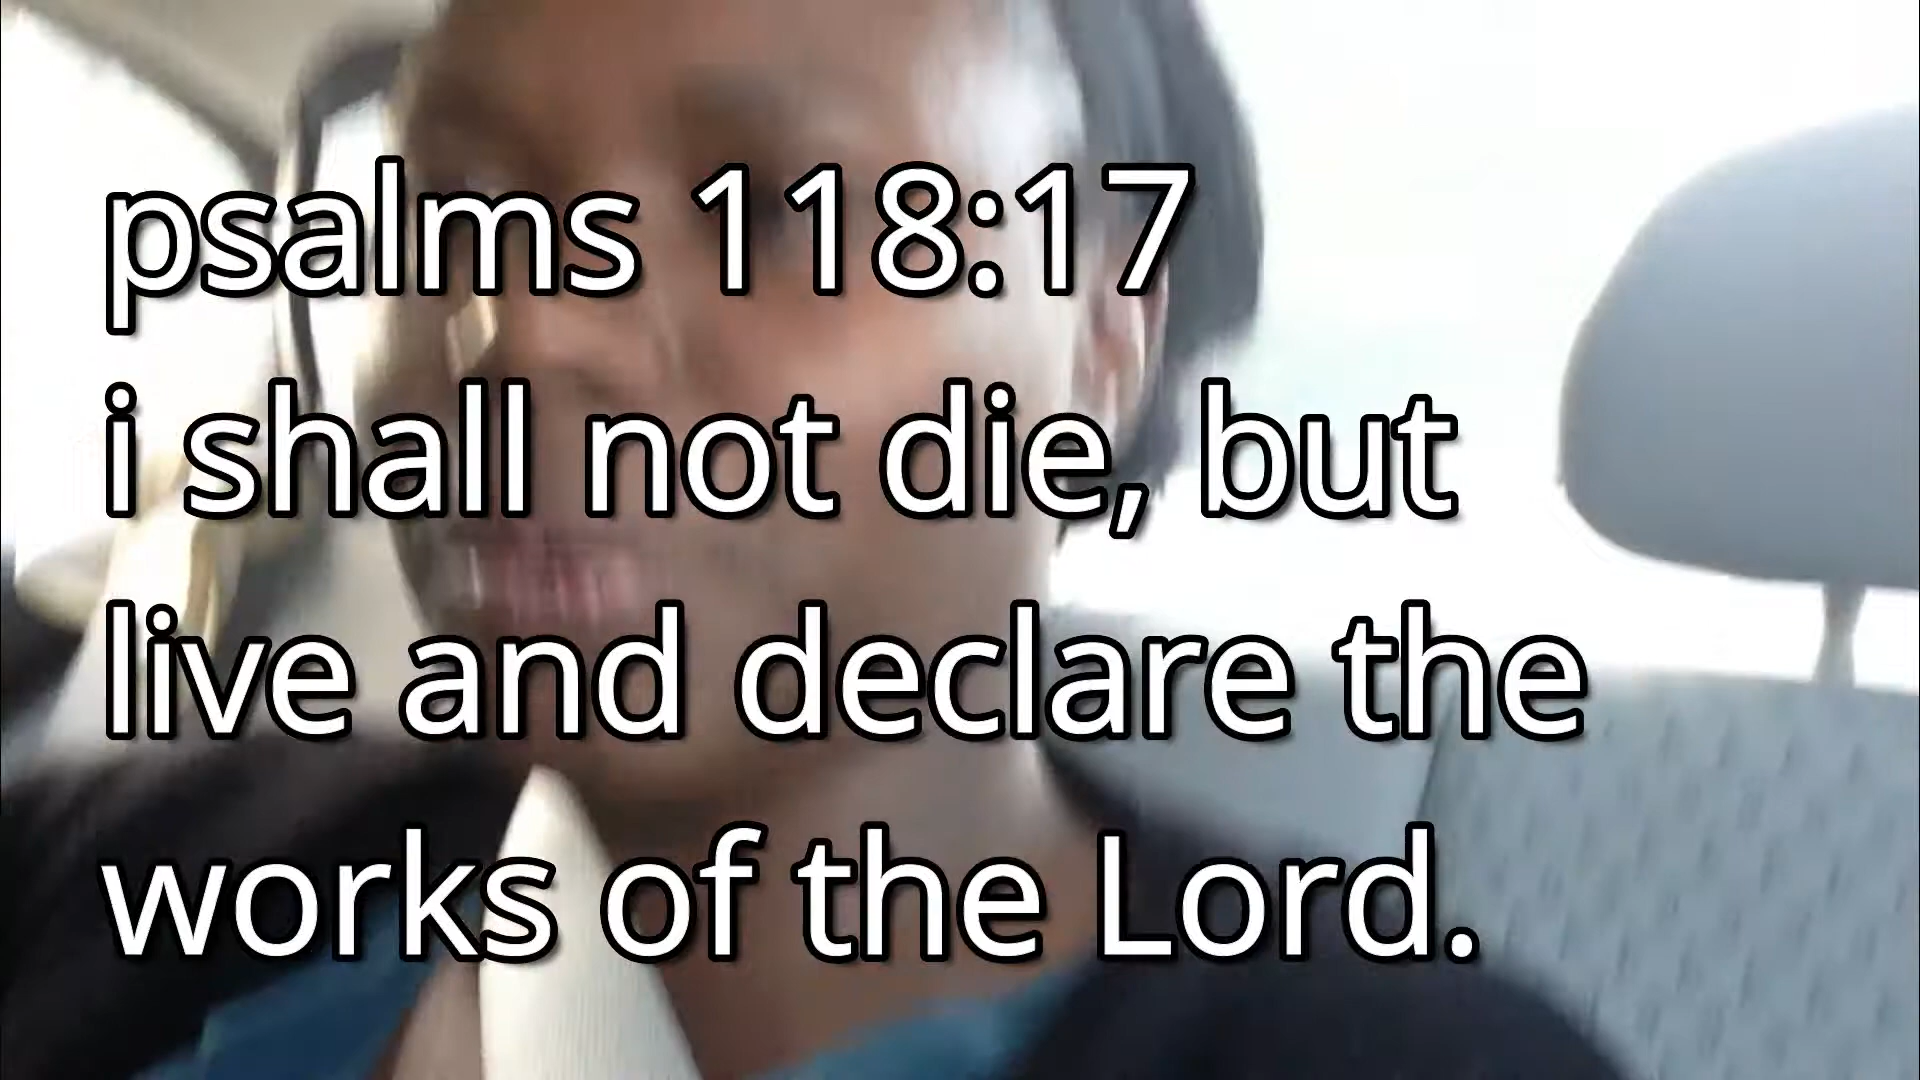 psalms 118:17
i shall not die, but
live and declare the
works of the Lord.